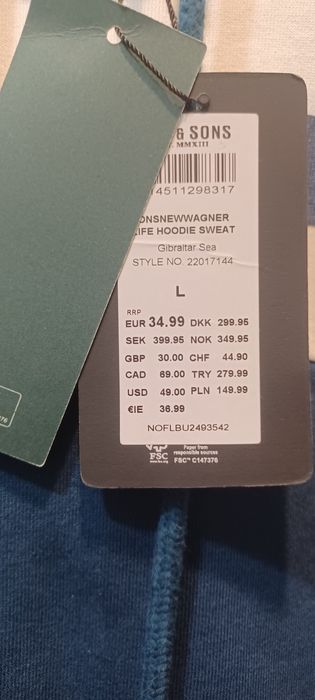 & SONS
. MMXIII
4511298317
ONSNEWWAGNER
LIFE HOODIE SWEAT
Gibraltar Sea
STYLE NO. 22017144
L
RRP
EUR 34.99 DKK 299.95
SEK 399.95 NOK 349.95
GBP 30.00 CHF 44.90
CAD 69.00 TRY 279.99
USD 49.00 PLN 149.99
€IE 36.99
NOFLBU2493542
FSC
Paper from
responsible sources
FSC™ C147376